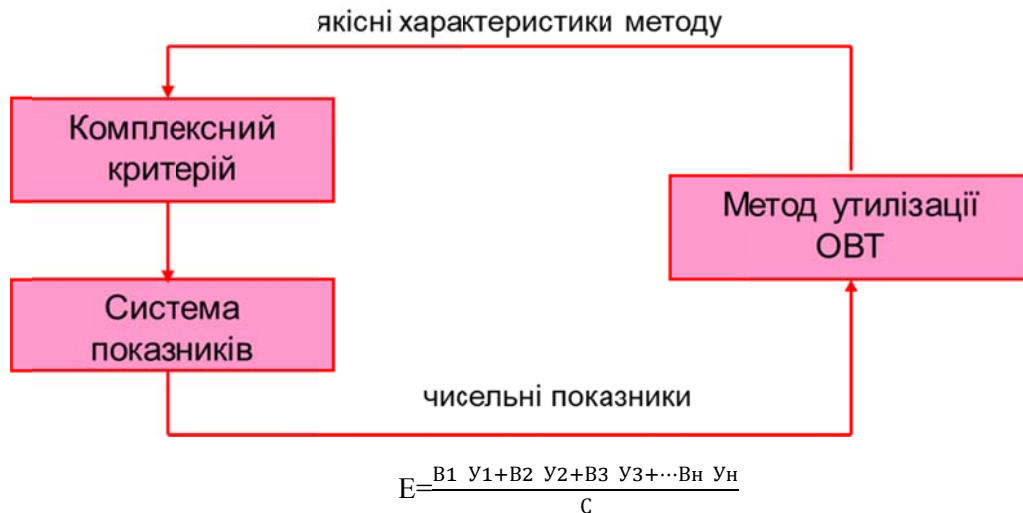 якісні характеристики методу
Комплексний
критерій
Метод утилізації
ОВТ
Система
показників
чисельні показники
Е=В1 У1+В2 У2+В3 У3+⋯Вн Ун
С